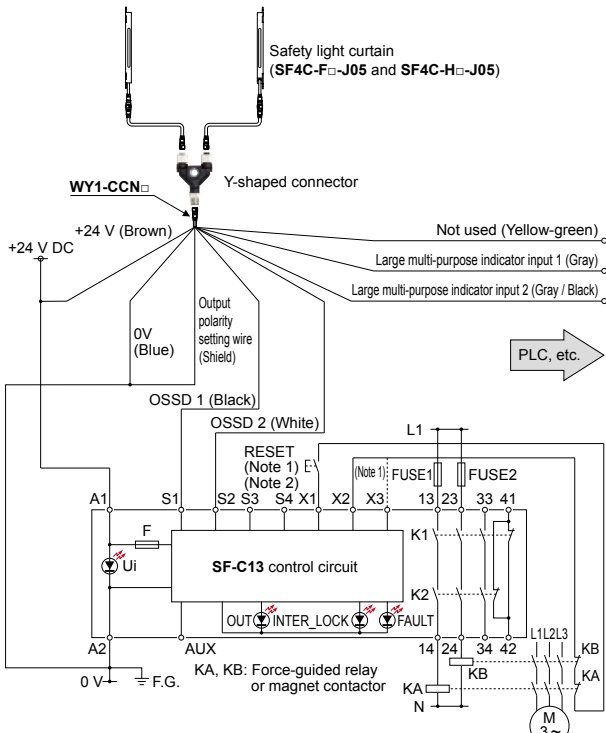 Safety light curtain
(SF4C-F□-J05 and SF4C-H□-J05)
Y-shaped connector
WY1-CCN□
+24 V (Brown)
+24 V DC
Not used (Yellow-green)
Large multi-purpose indicator input 1 (Gray)
Large multi-purpose indicator input 2 (Gray / Black)
0V
(Blue)
Output
polarity
setting wire
(Shield)
PLC, etc.
OSSD 1 (Black)
OSSD 2 (White)
L1
RESET
(Note 1)
(Note 2)
(Note 1)
FUSE1 FUSE2
A1 S1 S2 S3 S4 X1 X2 X3 13 23 33 41
F
K1
Ui
SF-C13 control circuit
K2
OUT INTER_LOCK FAULT
A2 AUX 14 24 34 42
L1L2L3
KA, KB: Force-guided relay
or magnet contactor
KB
KB
KA
KA
0 V
F.G.
N
M
3~